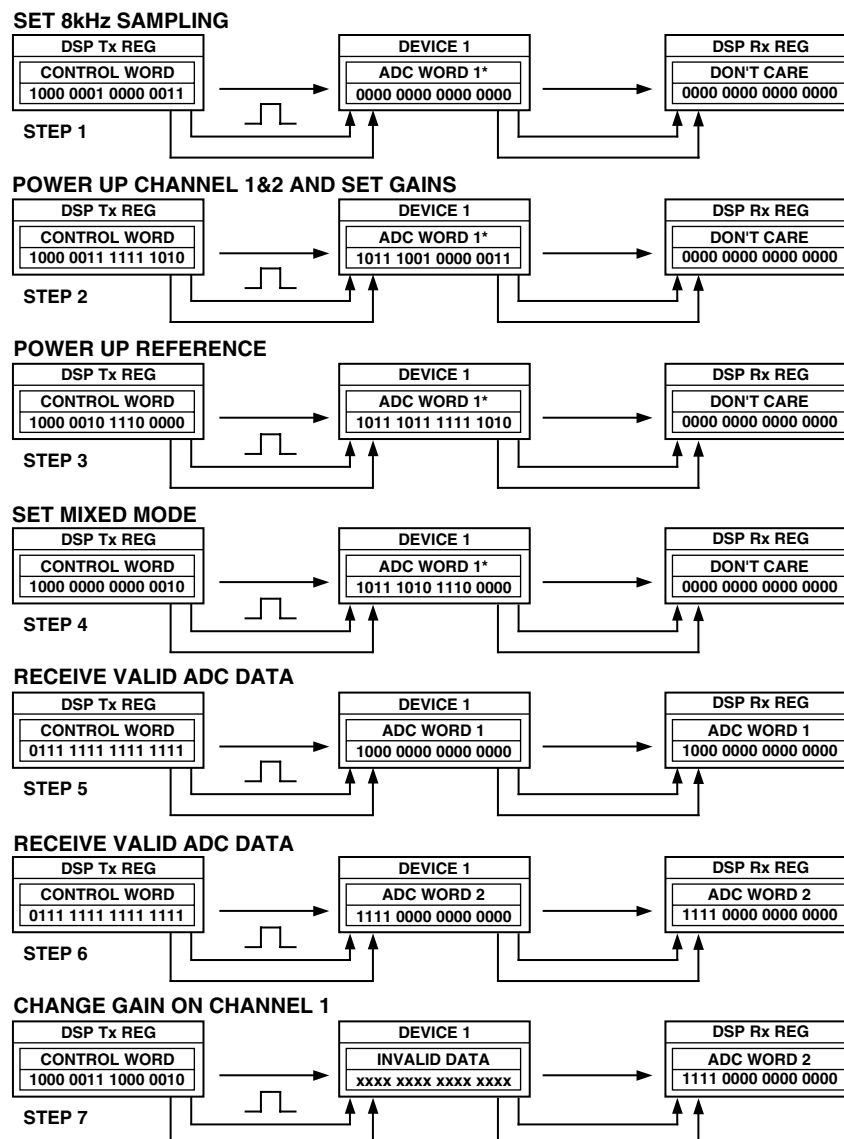 SET 8kHz SAMPLING
DSP Tx REG DEVICE 1 DSP Rx REG
CONTROL WORD ADC WORD 1* DON'T CARE
1000 0001 0000 0011 0000 0000 0000 0000 0000 0000 0000 0000
STEP 1
POWER UP CHANNEL 1&2 AND SET GAINS
DSP Tx REG DEVICE 1 DSP Rx REG
CONTROL WORD ADC WORD 1* DON'T CARE
1000 0011 1111 1010 1011 1001 0000 0011 0000 0000 0000 0000
STEP 2
POWER UP REFERENCE
DSP Tx REG DEVICE 1 DSP Rx REG
CONTROL WORD ADC WORD 1* DON'T CARE
1000 0010 1110 0000 1011 1011 1111 1010 0000 0000 0000 0000
STEP 3
SET MIXED MODE
DSP Tx REG DEVICE 1 DSP Rx REG
CONTROL WORD ADC WORD 1* DON'T CARE
1000 0000 0000 0010 1011 1010 1110 0000 0000 0000 0000 0000
STEP 4
RECEIVE VALID ADC DATA
DSP Tx REG DEVICE 1 DSP Rx REG
CONTROL WORD ADC WORD 1 ADC WORD 1
0111 1111 1111 1111 1000 0000 0000 0000 1000 0000 0000 0000
STEP 5
RECEIVE VALID ADC DATA
DSP Tx REG DEVICE 1 DSP Rx REG
CONTROL WORD ADC WORD 2 ADC WORD 2
0111 1111 1111 1111 1111 0000 0000 0000 1111 0000 0000 0000
STEP 6
CHANGE GAIN ON CHANNEL 1
DSP Tx REG DEVICE 1 DSP Rx REG
CONTROL WORD INVALID DATA ADC WORD 2
1000 0011 1000 0010 xxxx xxxx xxxx xxxx 1111 0000 0000 0000
STEP 7